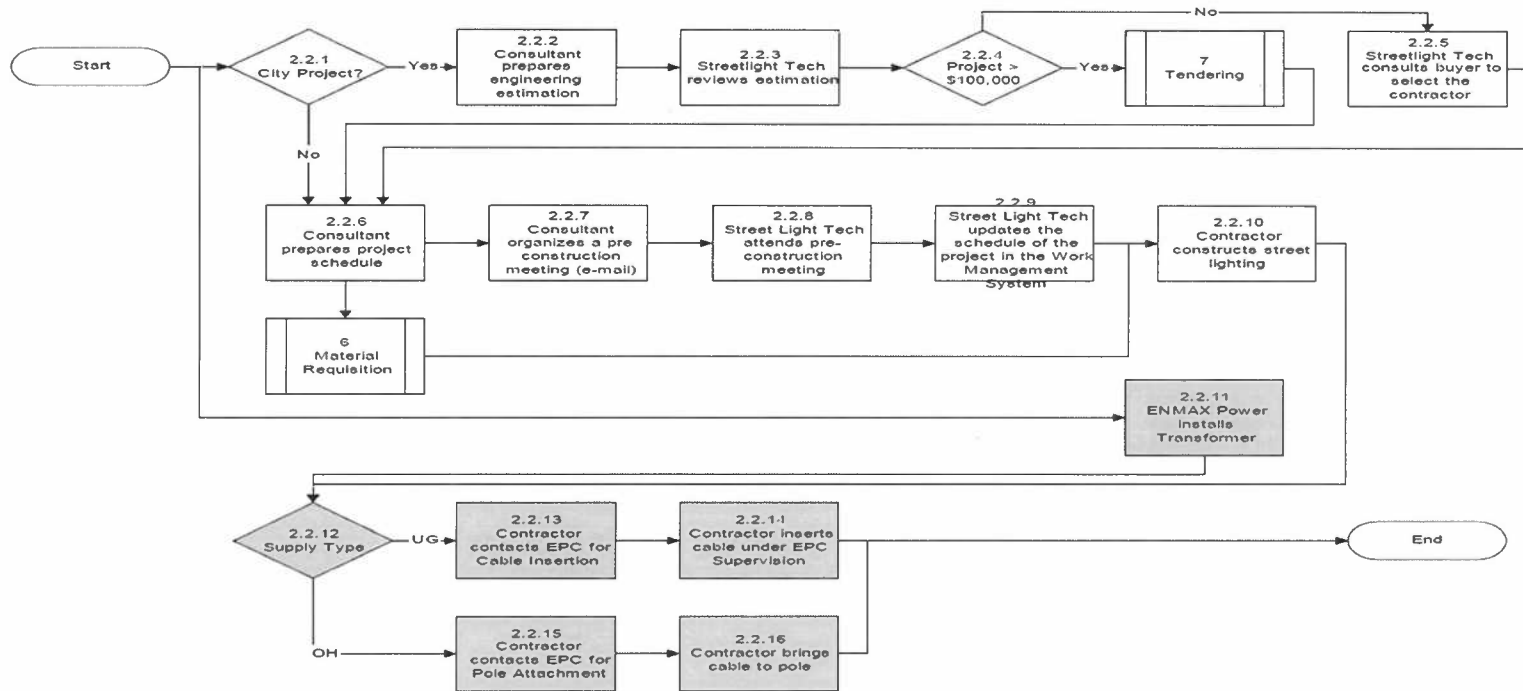 No
Start
2.2.1
City Project?
Yes
2.2.2
Consultant
prepares
engineering
estimation
2.2.3
Streetlight Tech
reviews estimation
2.2.4
Project >
$100,000
Yes
7
Tendering
2.2.5
Streetlight Tech
consults buyer to
select the
contractor
No
2.2.6
Consultant
prepares project
schedule
2.2.7
Consultant
organizes a pre
construction
meeting (e-mail)
2.2.8
Street Light Tech
attends pre-
construction
meeting
2.2.9
Street Light Tech
updates the
schedule of the
project in the Work
Management
System
2.2.10
Contractor
constructs street
lighting
6
Material
Requisition
2.2.11
ENMAX Power
Installs
Transformer
2.2.12
Supply Type
UG
2.2.13
Contractor
contacts EPC for
Cable Insertion
2.2.14
Contractor inserts
cable under EPC
Supervision
End
OH
2.2.15
Contractor
contacts EPC for
Pole Attachment
2.2.16
Contractor brings
cable to pole